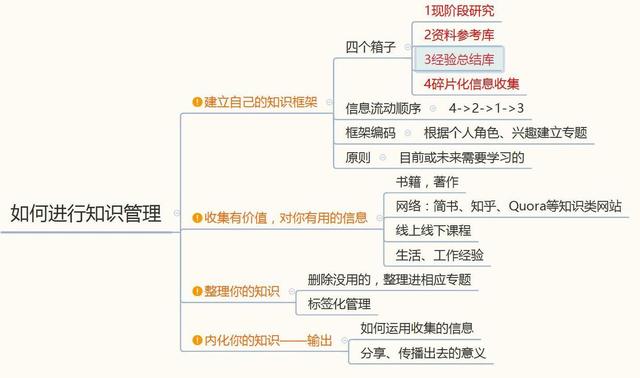 如何进行知识管理
建立自己的知识框架
四个箱子
1现阶段研究
2资料参考库
3经验总结库
4碎片化信息收集
信息流动顺序
4->2->1->3
框架编码
根据个人角色、兴趣建立专题
原则
目前或未来需要学习的
收集有价值，对你有用的信息
书籍，著作
网络：简书、知乎、Quora等知识类网站
线上线下课程
生活、工作经验
整理你的知识
删除没用的，整理进相应专题
标签化管理
内化你的知识——输出
如何运用收集的信息
分享、传播出去的意义